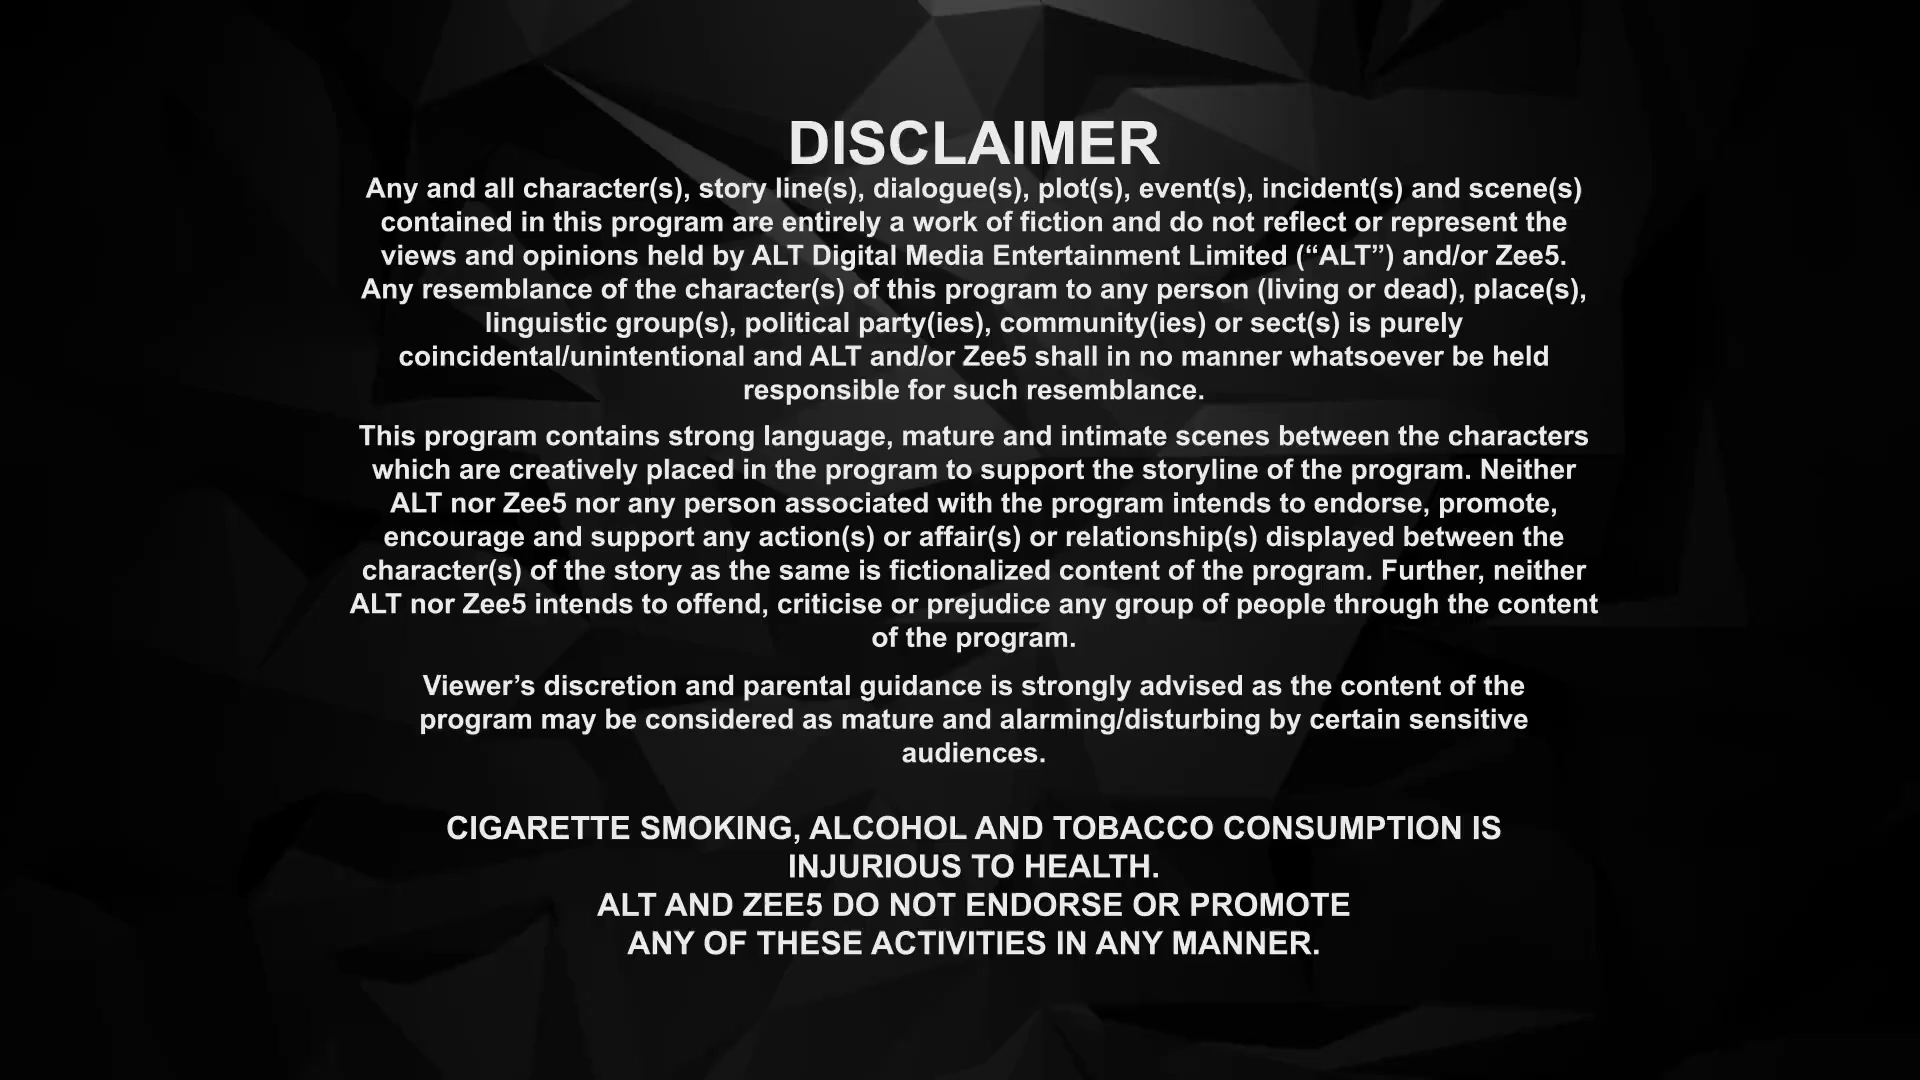 DISCLAIMER
Any and all character(s), story line(s), dialogue(s), plot(s), event(s), incident(s) and scene(s)
contained in this program are entirely a work of fiction and do not reflect or represent the
views and opinions held by ALT Digital Media Entertainment Limited (“ALT”) and/or Zee5.
Any resemblance of the character(s) of this program to any person (living or dead), place(s),
linguistic group(s), political party(ies), community(ies) or sect(s) is purely
coincidental/unintentional and ALT and/or Zee5 shall in no manner whatsoever be held
responsible for such resemblance.
This program contains strong language, mature and intimate scenes between the characters
which are creatively placed in the program to support the storyline of the program. Neither
ALT nor Zee5 nor any person associated with the program intends to endorse, promote,
encourage and support any action(s) or affair(s) or relationship(s) displayed between the
character(s) of the story as the same is fictionalized content of the program. Further, neither
ALT nor Zee5 intends to offend, criticise or prejudice any group of people through the content
of the program.
Viewer’s discretion and parental guidance is strongly advised as the content of the
program may be considered as mature and alarming/disturbing by certain sensitive
audiences.
CIGARETTE SMOKING, ALCOHOL AND TOBACCO CONSUMPTION IS
INJURIOUS TO HEALTH.
ALT AND ZEE5 DO NOT ENDORSE OR PROMOTE
ANY OF THESE ACTIVITIES IN ANY MANNER.